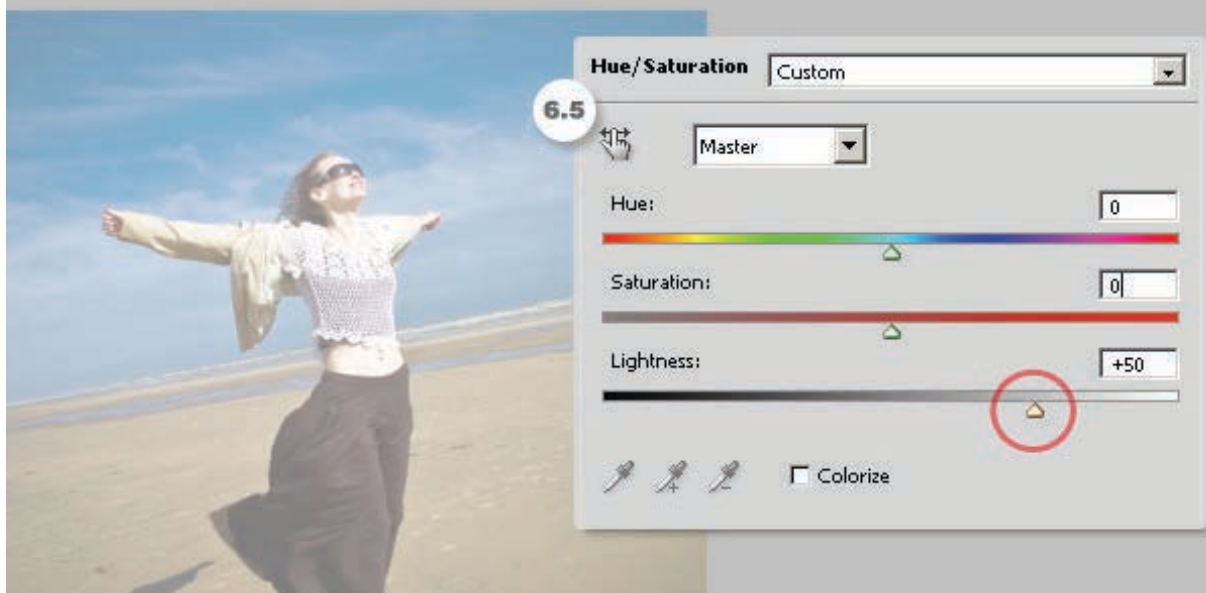 Hue/Saturation Custom
6.5
Master
Hue: 0
Saturation: 0
Lightness: +50
Colorize